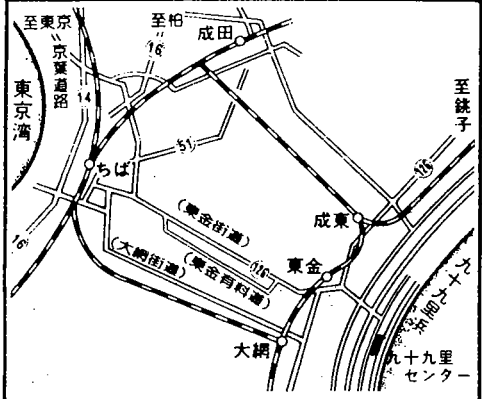 至東京
京葉道路
14
東京湾
至柏
16
成田
51
至銚子
126
ちば
16
成東
(東金街道)
126
(東金有料道)
(大網街道)
東金
大網
九十九里浜
九十九里
センター